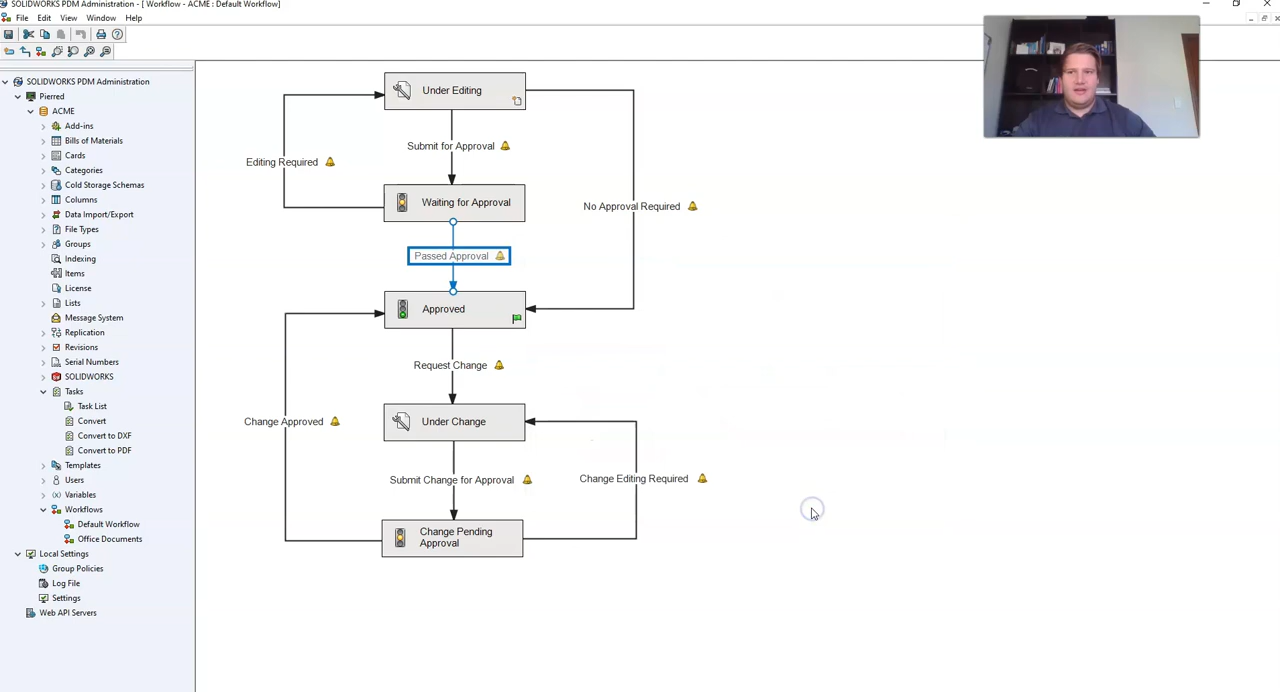 SOLIDWORKS PDM Administration - [ Workflow - ACME : Default Workflow]
File Edit View Window Help
SOLIDWORKS PDM Administration
Pierred
ACME
Add-ins
Bills of Materials
Cards
Categories
Cold Storage Schemas
Columns
Data Import/Export
File Types
Groups
Indexing
Items
License
Lists
Message System
Replication
Revisions
Serial Numbers
SOLIDWORKS
Tasks
Task List
Convert
Convert to DXF
Convert to PDF
Templates
Users
Variables
Workflows
Default Workflow
Office Documents
Local Settings
Group Policies
Log File
Settings
Web API Servers
Under Editing
Submit for Approval
Editing Required
Waiting for Approval
No Approval Required
Passed Approval
Approved
Request Change
Change Approved
Under Change
Submit Change for Approval
Change Editing Required
Change Pending
Approval